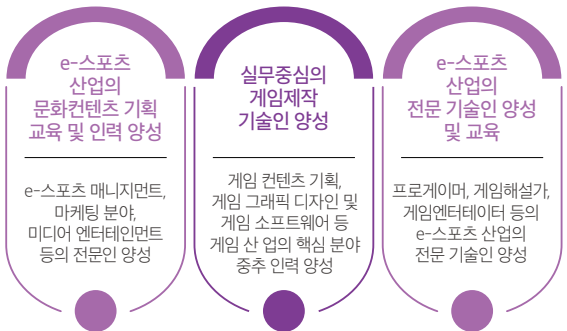 e-스포츠
산업의
문화컨텐츠 기획
교육 및 인력 양성
e-스포츠 매니지먼트,
마케팅 분야,
미디어 엔터테인먼트
등의 전문인 양성
실무중심의
게임제작
기술인 양성
게임 컨텐츠 기획,
게임 그래픽 디자인 및
게임 소프트웨어 등
게임 산 업의 핵심 분야
중추 인력 양성
e-스포츠
산업의
전문 기술인 양성
및 교육
프로게이머, 게임해설가,
게임엔터테이터 등의
e-스포츠 산업의
전문 기술인 양성